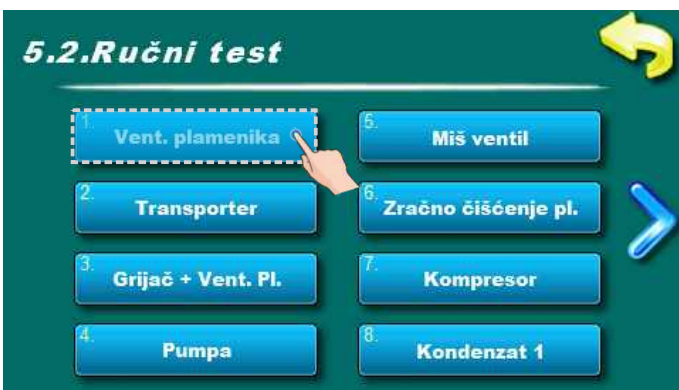 5.2.Ručni test
1. Vent. plamenika
2. Transporter
3. Grijač + Vent. Pl.
4. Pumpa
5. Miš ventil
6. Zračno čišćenje pl.
7. Kompresor
8. Kondenzat 1